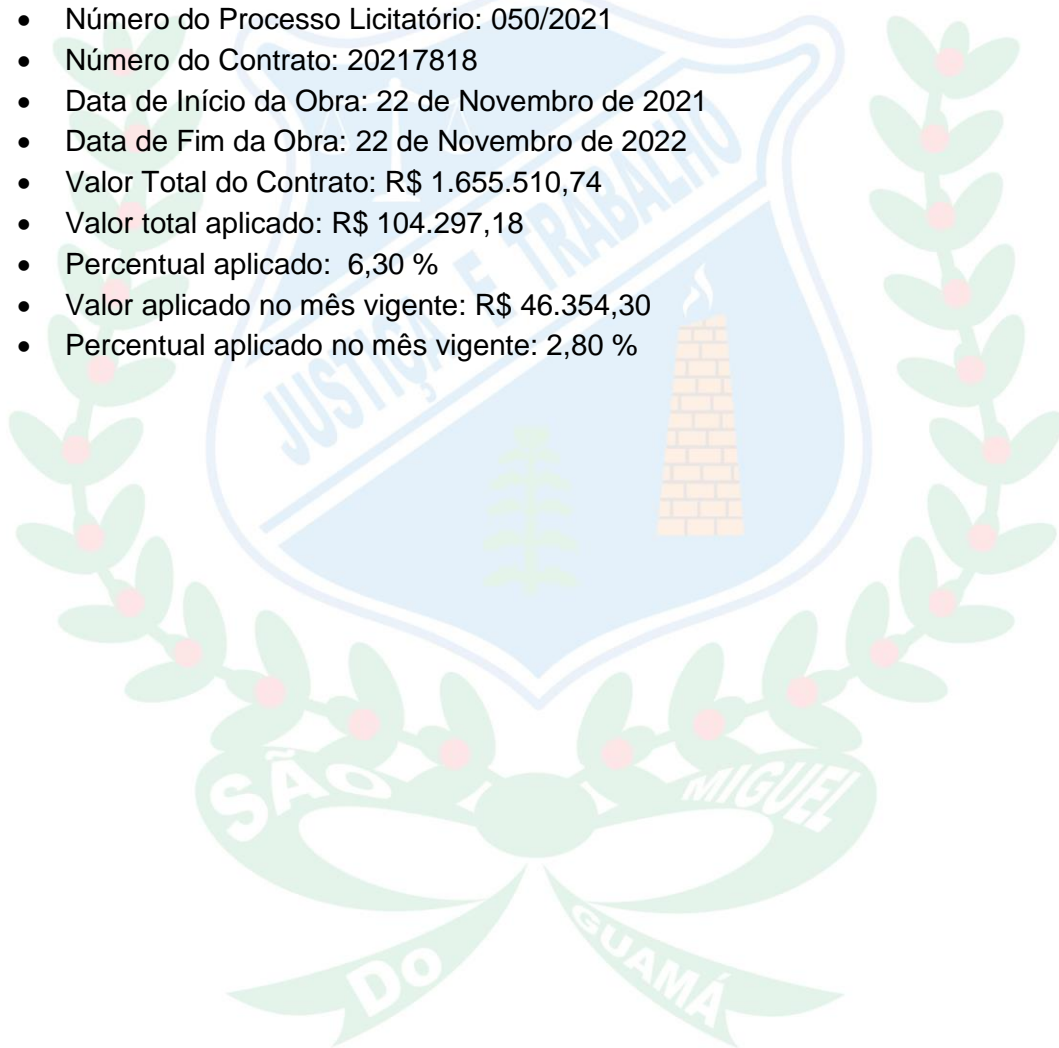 • Número do Processo Licitatório: 050/2021
• Número do Contrato: 20217818
• Data de Início da Obra: 22 de Novembro de 2021
• Data de Fim da Obra: 22 de Novembro de 2022
• Valor Total do Contrato: R$ 1.655.510,74
• Valor total aplicado: R$ 104.297,18
• Percentual aplicado: 6,30 %
• Valor aplicado no mês vigente: R$ 46.354,30
• Percentual aplicado no mês vigente: 2,80 %
JUSTIÇA E TRABALHO
SÃO MIGUEL
DO GUAMÁ